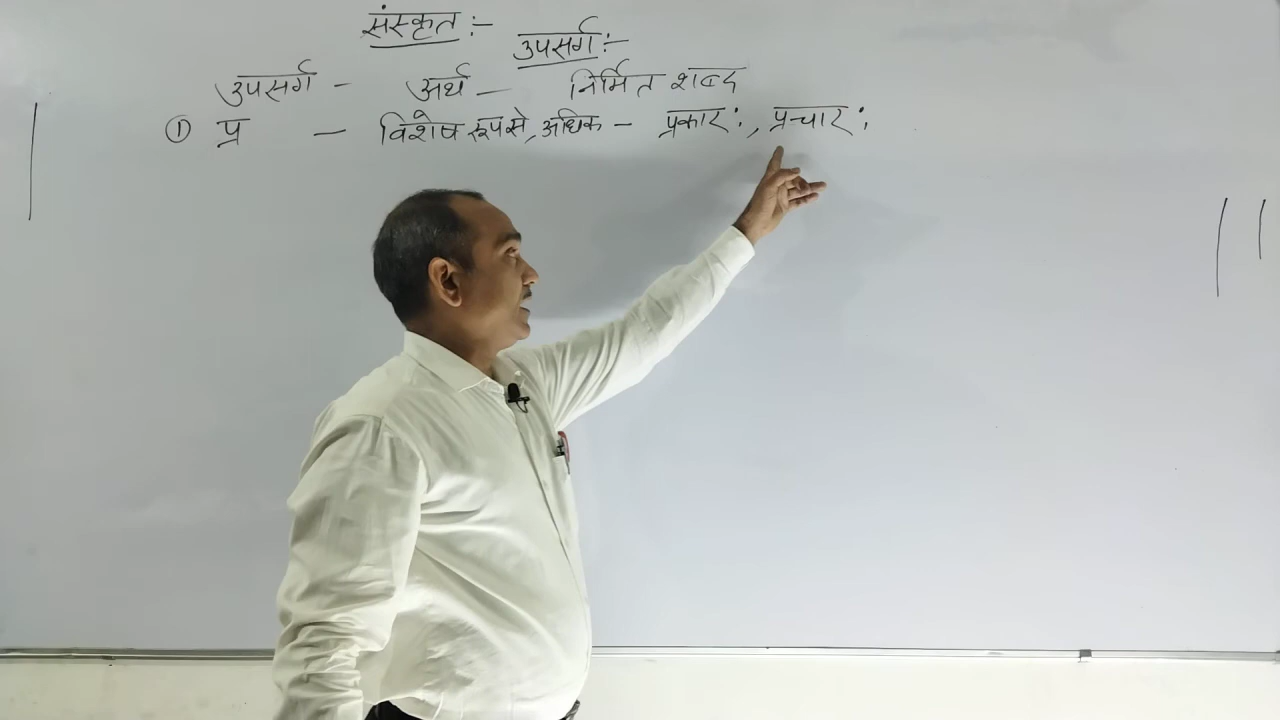 संस्कृत :-
उपसर्ग :-
उपसर्ग - अर्थ - निर्मित शब्द
① प्र - विशेष रूप से, अधिक - प्रकारः, प्रचारः